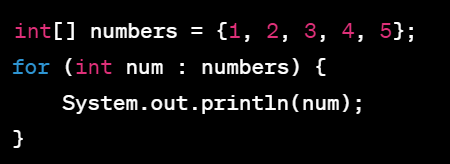 int[] numbers = {1, 2, 3, 4, 5};
for (int num : numbers) {
    System.out.println(num);
}